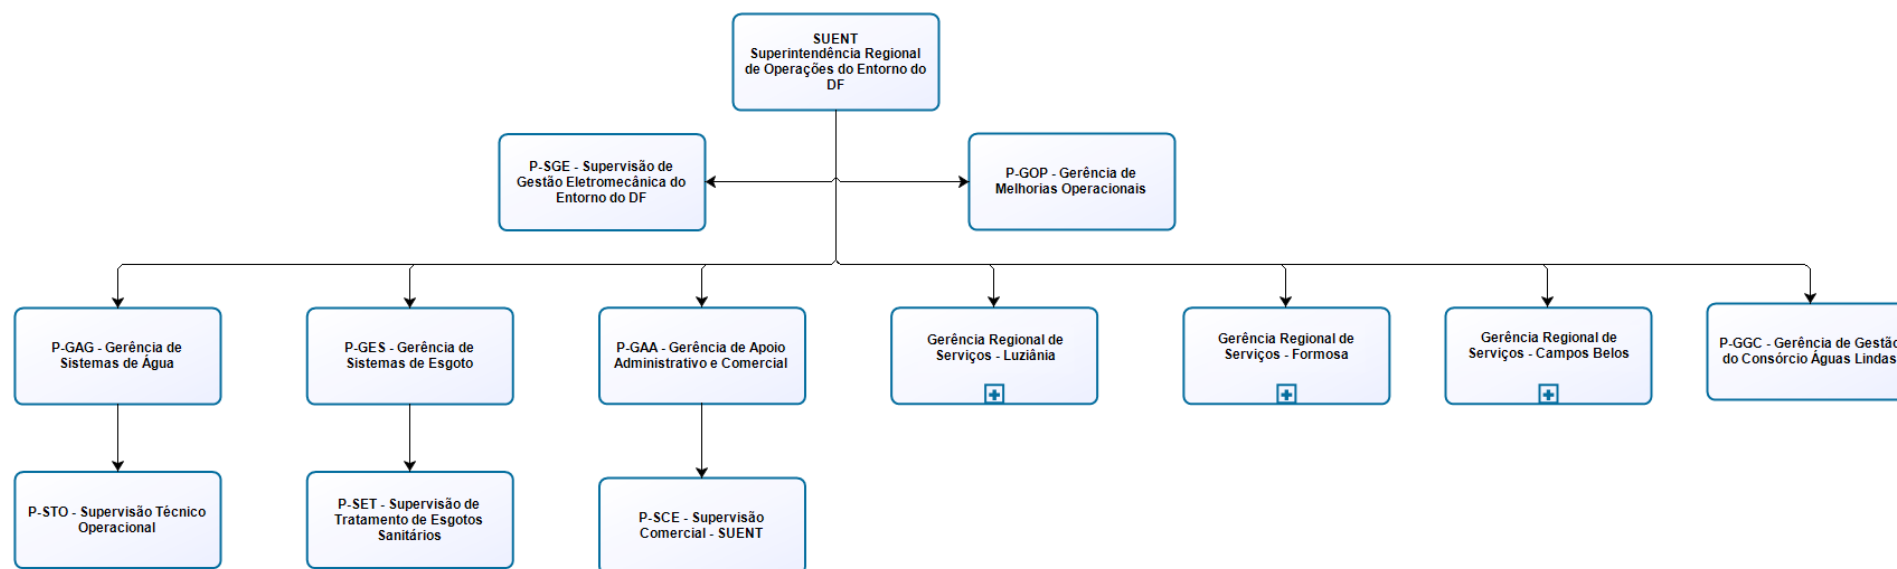 SUENT
Superintendência Regional
de Operações do Entorno do
DF
P-SGE - Supervisão de
Gestão Eletromecânica do
Entorno do DF
P-GOP - Gerência de
Melhorias Operacionais
P-GAG - Gerência de
Sistemas de Água
P-GES - Gerência de
Sistemas de Esgoto
P-GAA - Gerência de Apoio
Administrativo e Comercial
Gerência Regional de
Serviços - Luziânia
Gerência Regional de
Serviços - Formosa
Gerência Regional de
Serviços - Campos Belos
P-GGC - Gerência de Gestão
do Consórcio Águas Lindas
P-STO - Supervisão Técnico
Operacional
P-SET - Supervisão de
Tratamento de Esgotos
Sanitários
P-SCE - Supervisão
Comercial - SUENT